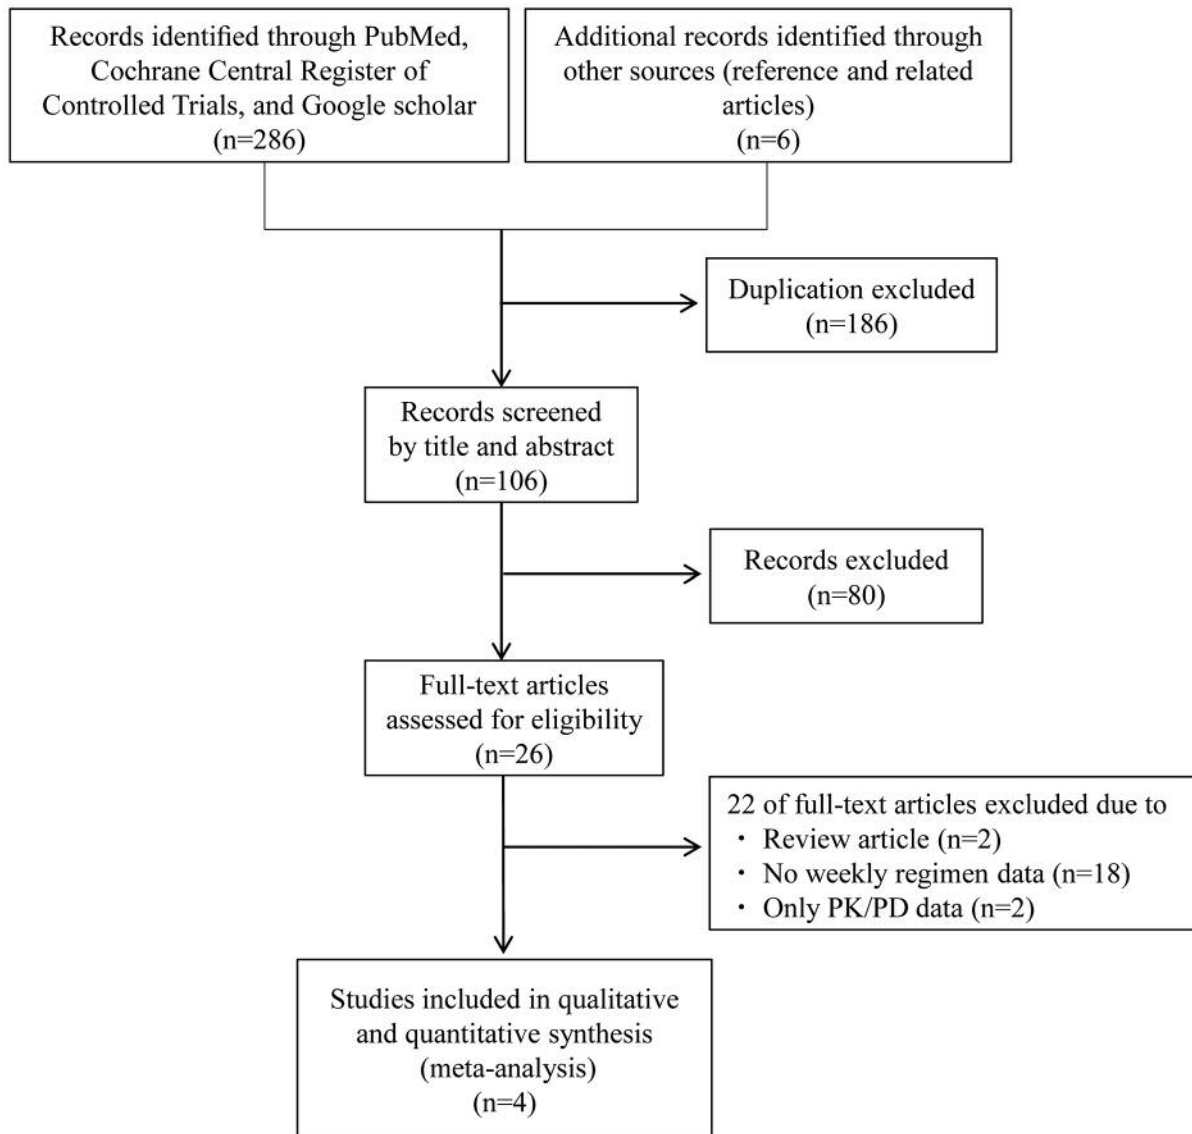 Records identified through PubMed,
Cochrane Central Register of
Controlled Trials, and Google scholar
(n=286)
Additional records identified through
other sources (reference and related
articles)
(n=6)
Duplication excluded
(n=186)
Records screened
by title and abstract
(n=106)
Records excluded
(n=80)
Full-text articles
assessed for eligibility
(n=26)
22 of full-text articles excluded due to
・ Review article (n=2)
・ No weekly regimen data (n=18)
・ Only PK/PD data (n=2)
Studies included in qualitative
and quantitative synthesis
(meta-analysis)
(n=4)